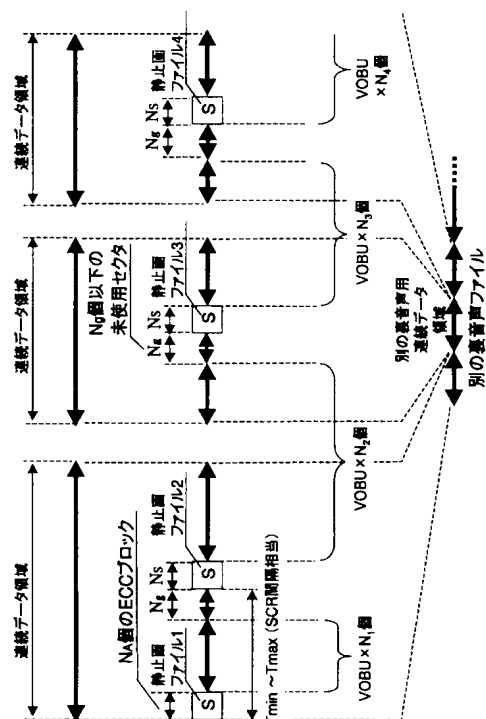 連続データ領域
連続データ領域
連続データ領域
NA個のECCブロック
Ng個以下の
未使用セクタ
静止画
ファイル1
Ng Ns
静止画
ファイル2
Ng Ns
静止画
ファイル3
Ng Ns
静止画
ファイル4
S
S
S
S
Tmin ~Tmax (SCR間隔相当)
VOBU×N₁個
VOBU×N₂個
VOBU×N₃個
VOBU
×N₄個
別の裏音声用
連続データ
領域
別の裏音声ファイル